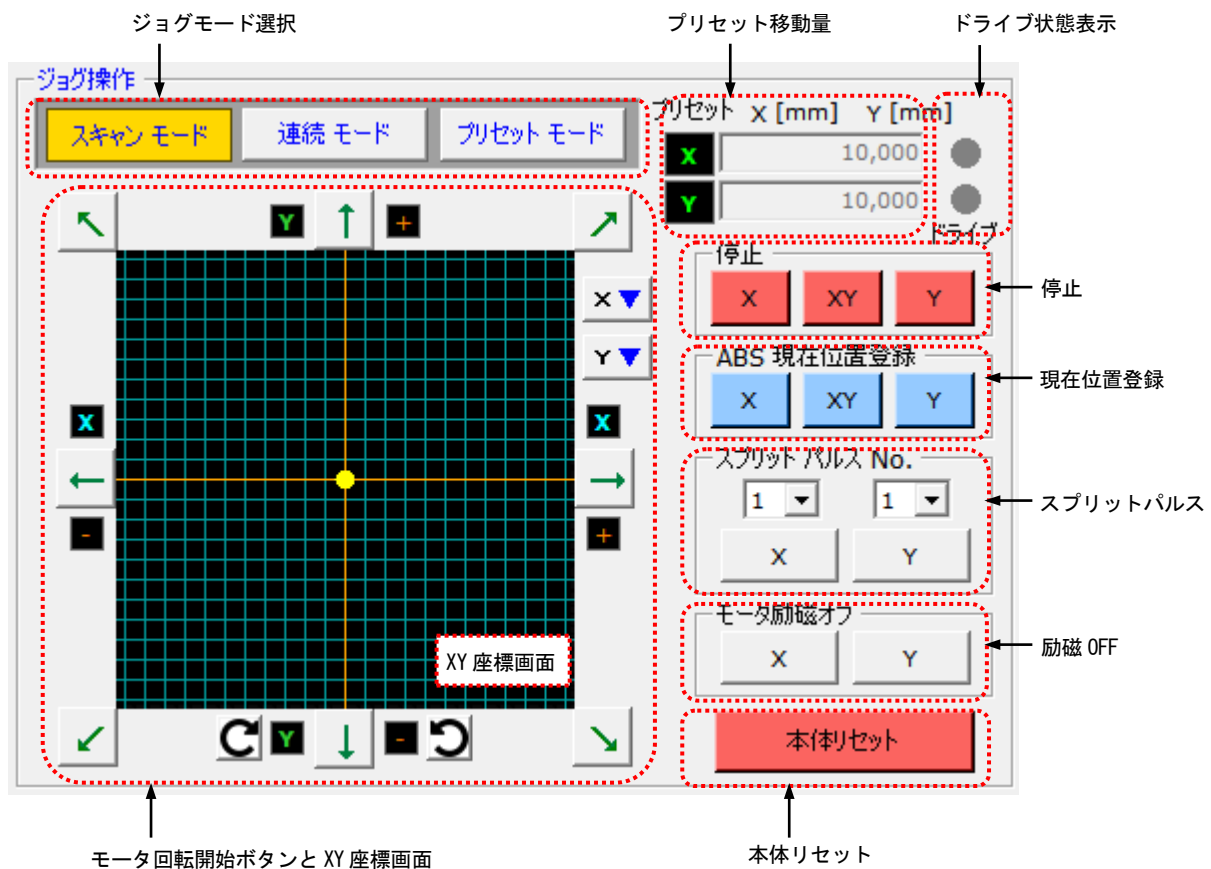 ジョグモード選択
プリセット移動量
ドライブ状態表示
ジョグ操作
スキャン モード
連続 モード
プリセット モード
プリセット X [mm] Y [mm]
X 10,000
Y 10,000
ドライブ
Y ↑ +
X ▼
Y ▼
X
X
-
+
XY 座標画面
Y ↓ -
停止
X XY Y
停止
ABS 現在位置登録
X XY Y
現在位置登録
スプリット パルス No.
1 1
X Y
スプリットパルス
モータ励磁オフ
X Y
励磁 OFF
本体リセット
モータ回転開始ボタンと XY 座標画面
本体リセット